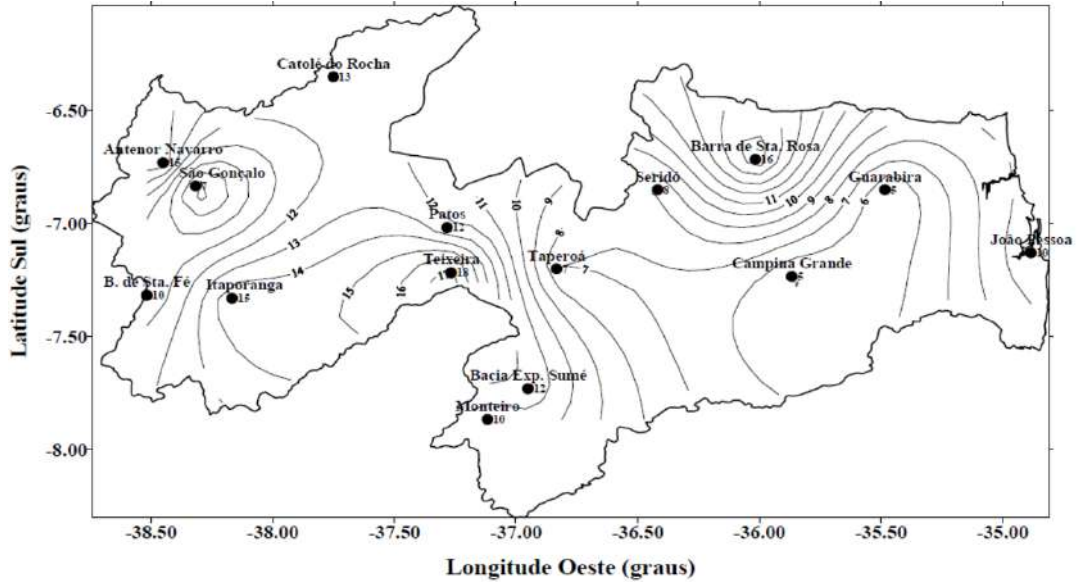 Catolé do Rocha
13
-6.50
Antenor Navarro
16
Barra de Sta. Rosa
16
São Gonçalo
7
Seridó
8
Guarabira
5
12
12
11
10
9
11
10
9
8
7
6
-7.00
Patos
12
13
8
João Pessoa
10
Teixeira
18
Taperoá
7
7
Campina Grande
5
7
14
B. de Sta. Fé
10
Itaporanga
15
15
16
-7.50
Bacia Exp. Sumé
12
Monteiro
10
-8.00
-38.50
-38.00
-37.50
-37.00
-36.50
-36.00
-35.50
-35.00
Latitude Sul (graus)
Longitude Oeste (graus)